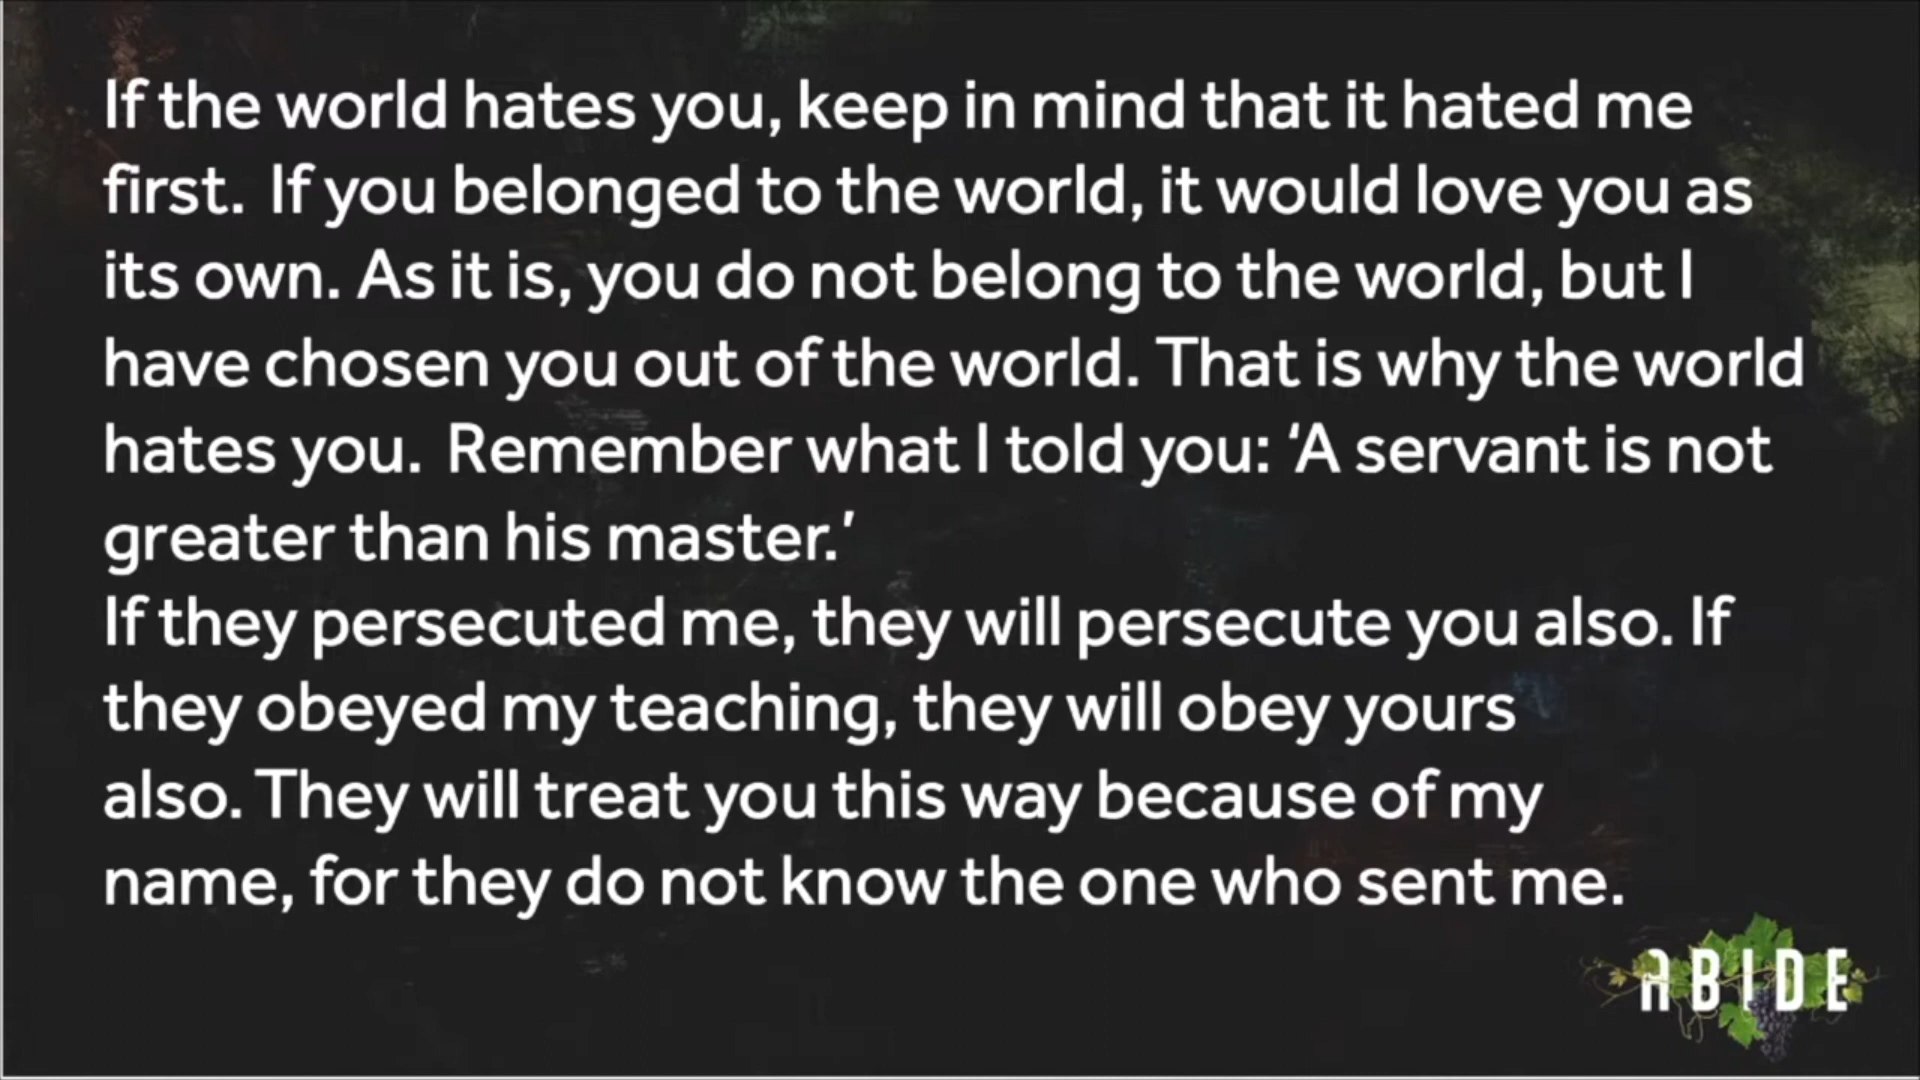 If the world hates you, keep in mind that it hated me
first. If you belonged to the world, it would love you as
its own. As it is, you do not belong to the world, but I
have chosen you out of the world. That is why the world
hates you. Remember what I told you: ‘A servant is not
greater than his master.’
If they persecuted me, they will persecute you also. If
they obeyed my teaching, they will obey yours
also. They will treat you this way because of my
name, for they do not know the one who sent me.
ABIDE